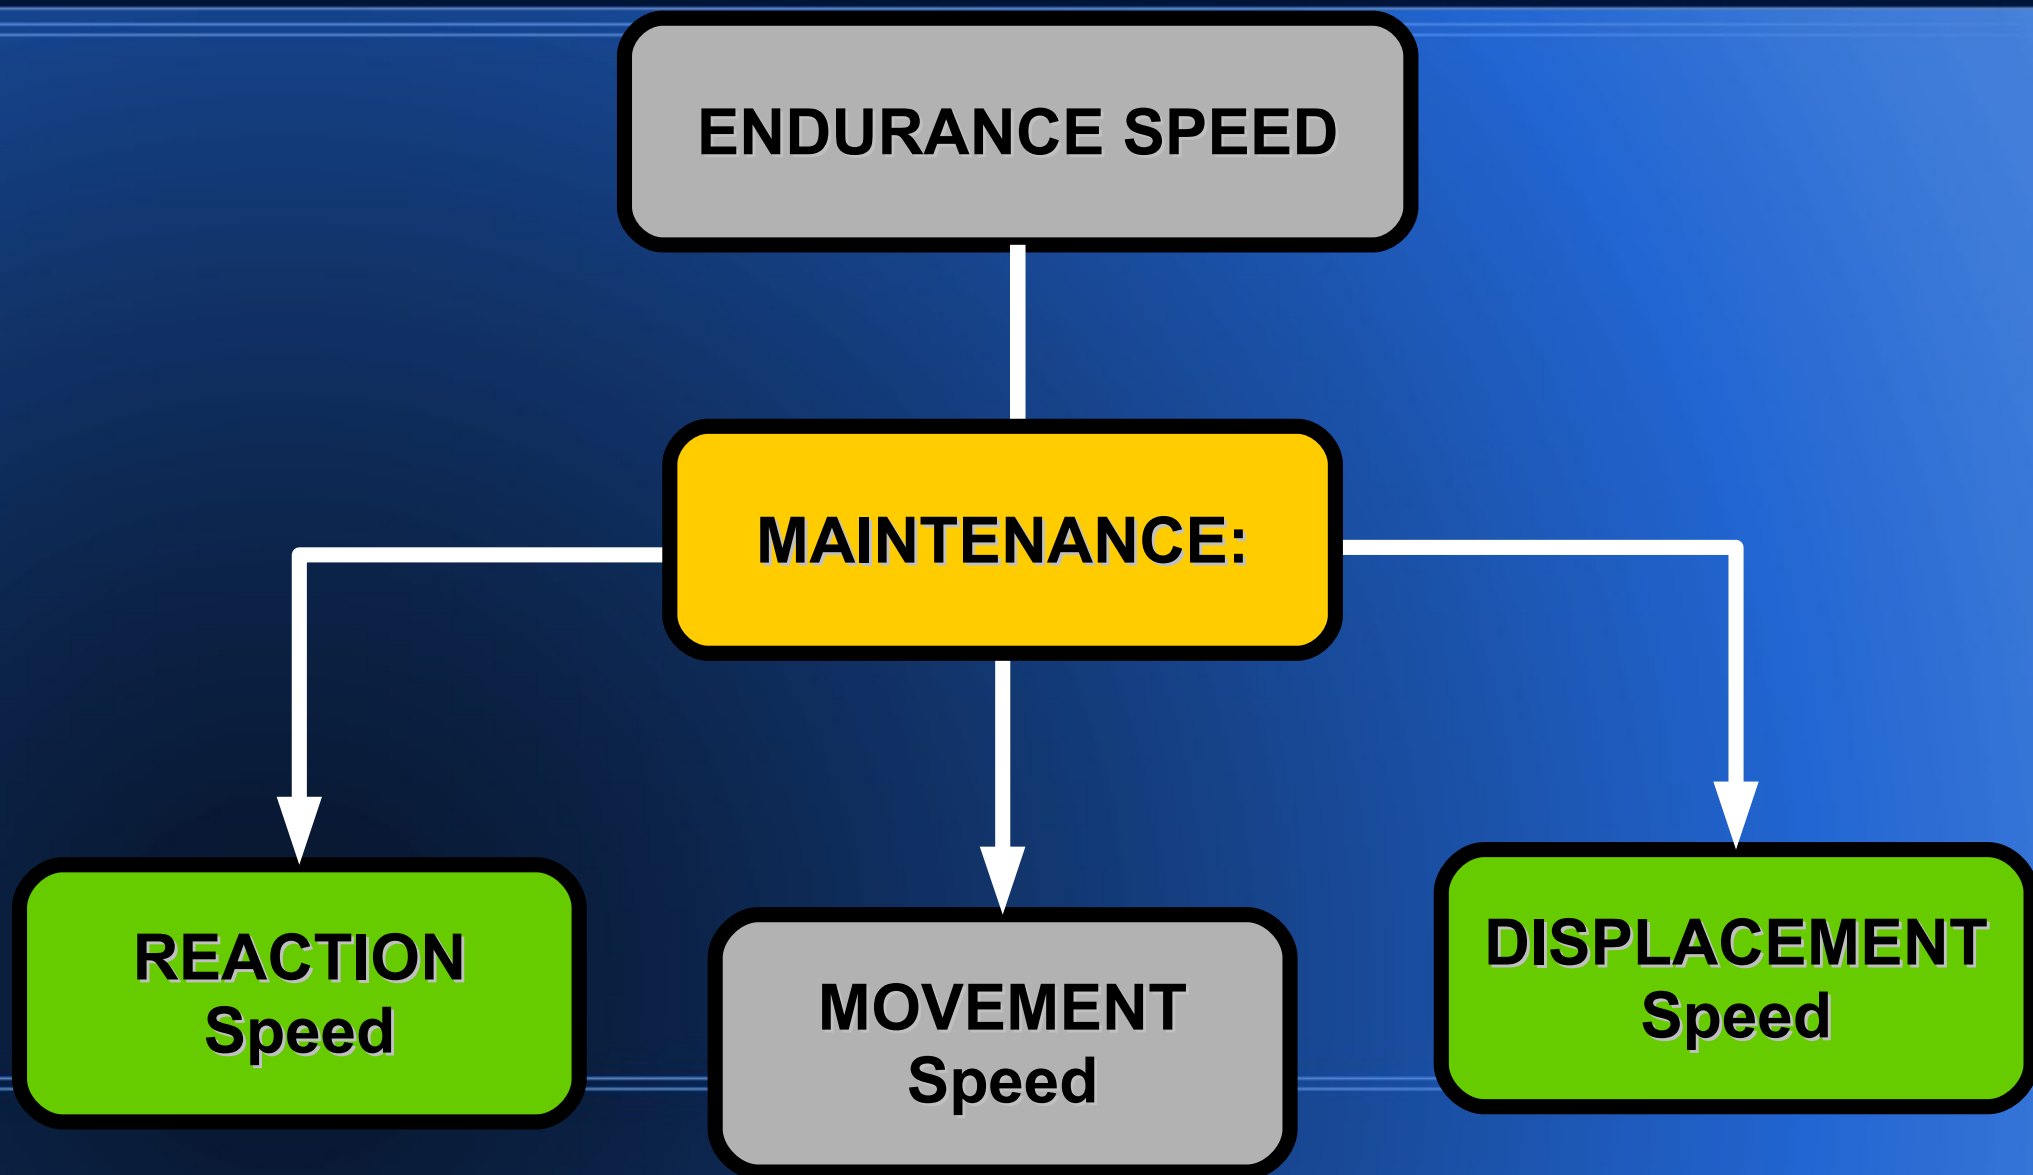 ENDURANCE SPEED
MAINTENANCE:
REACTION
Speed
MOVEMENT
Speed
DISPLACEMENT
Speed